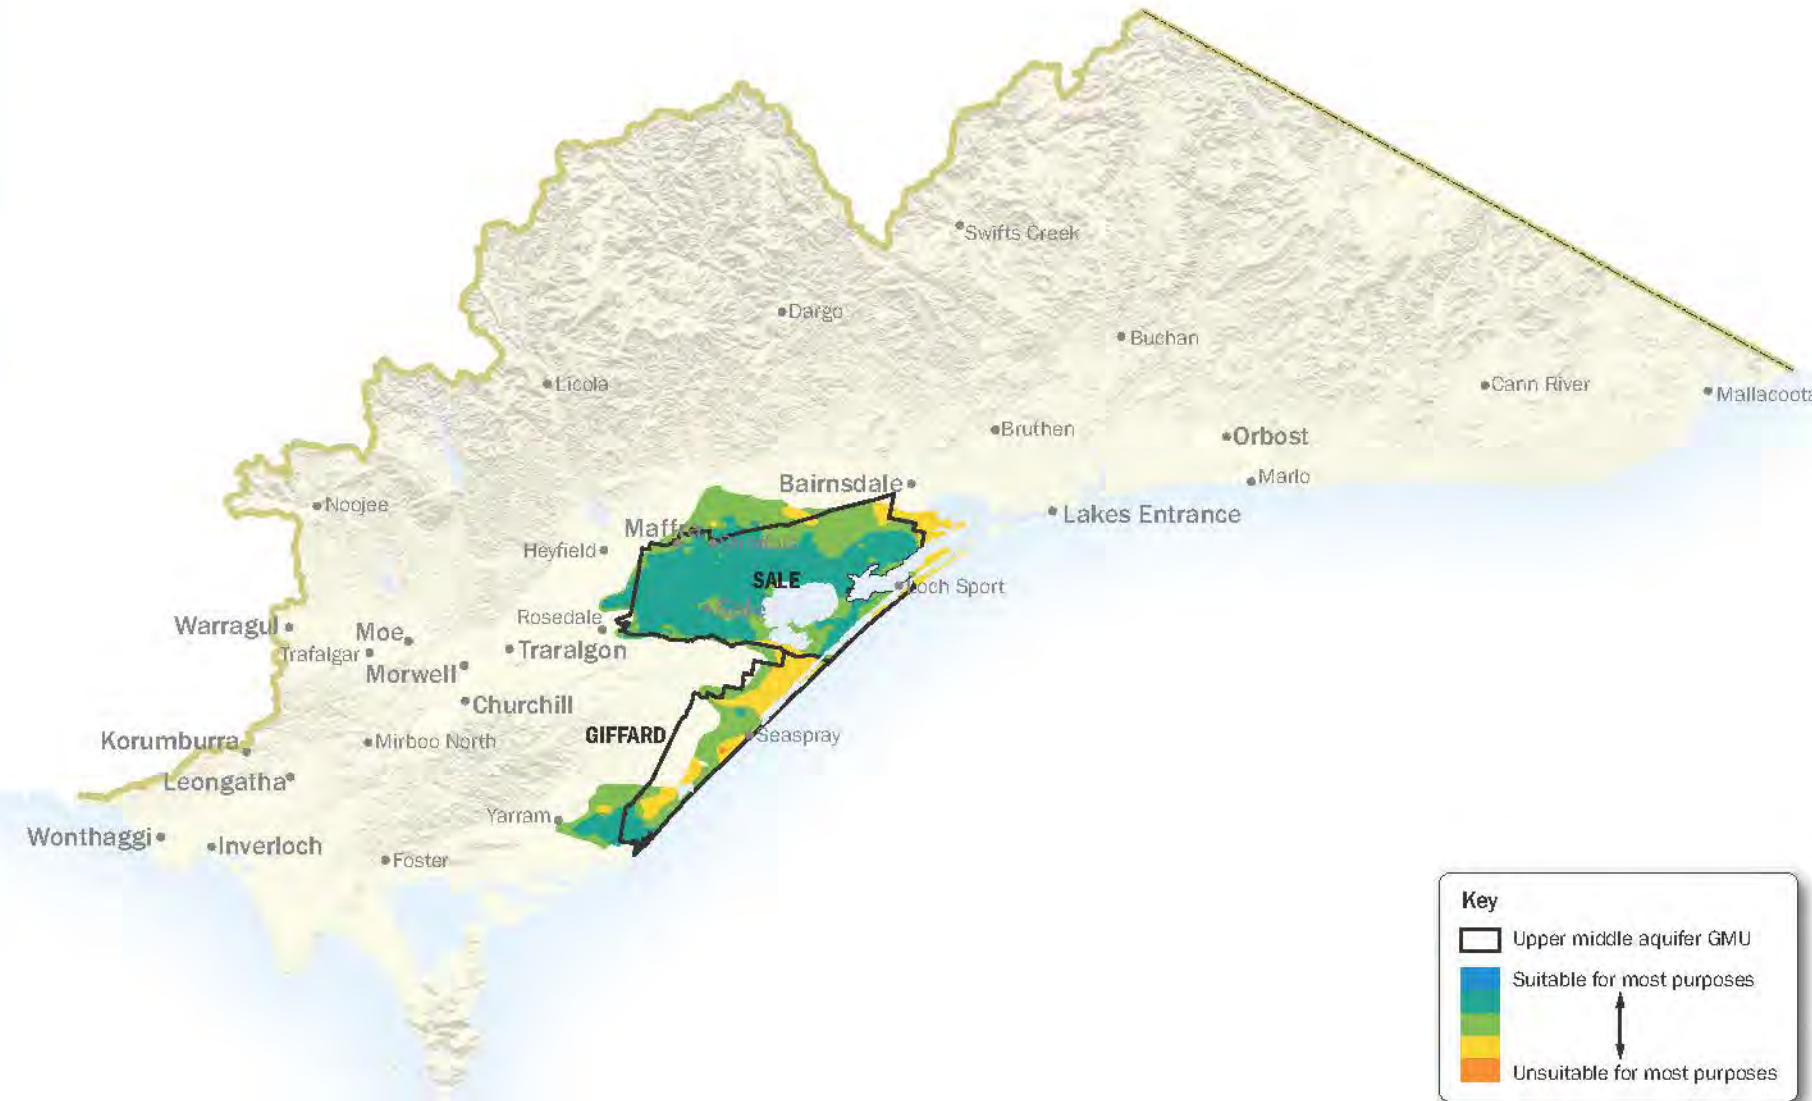 Swifts Creek
Dargo
Buchan
Licola
Cann River
Mallacoota
Bruthen
Orbost
Marlo
Bairnsdale
Noojee
Lakes Entrance
Maffra
Heyfield
SALE
Loch Sport
Rosedale
Warragul
Moe
Trafalgar
Traralgon
Morwell
Churchill
GIFFARD
Seaspray
Korumburra
Mirboo North
Leongatha
Yarram
Wonthaggi
Inverloch
Foster
Key
Upper middle aquifer GMU
Suitable for most purposes
Unsuitable for most purposes